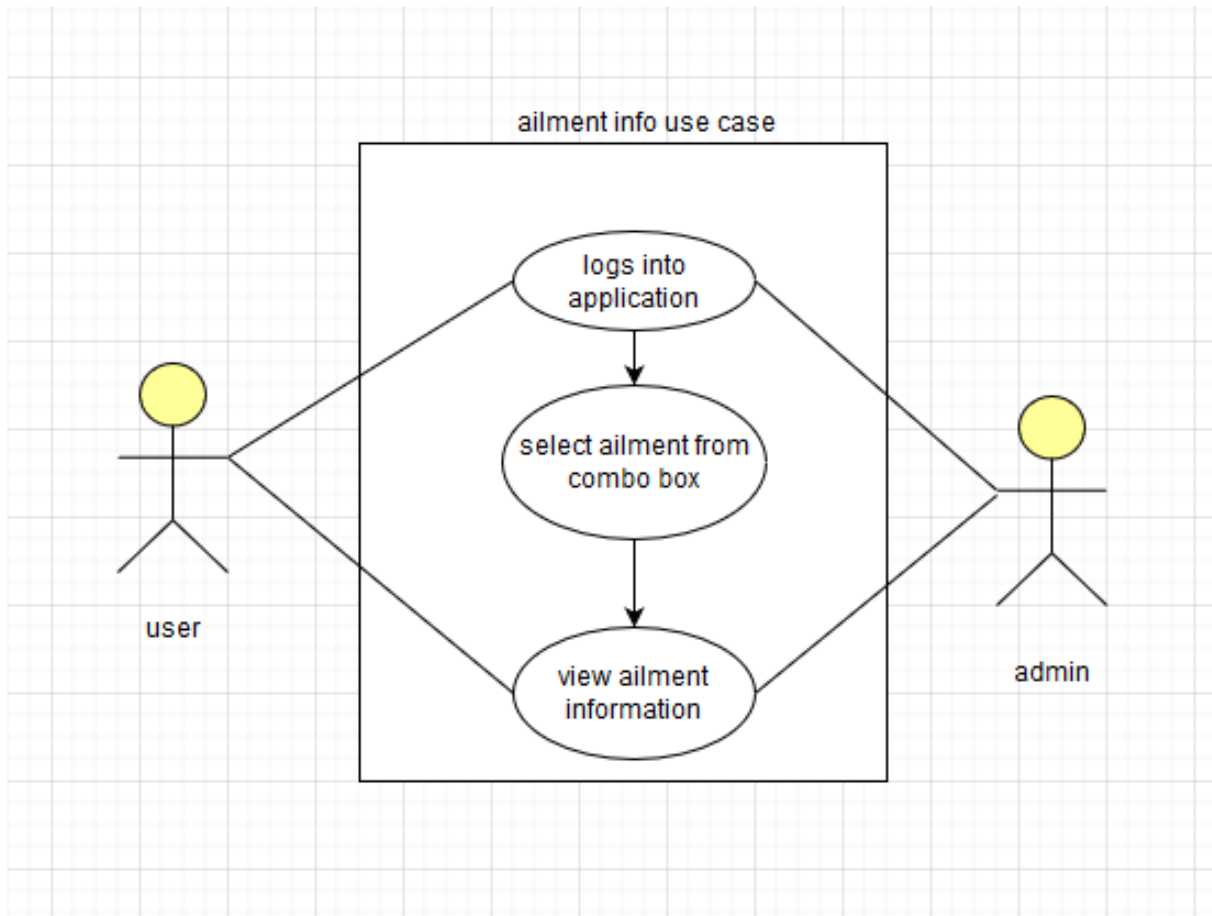 ailment info use case
logs into
application
select ailment from
combo box
user
view ailment
information
admin